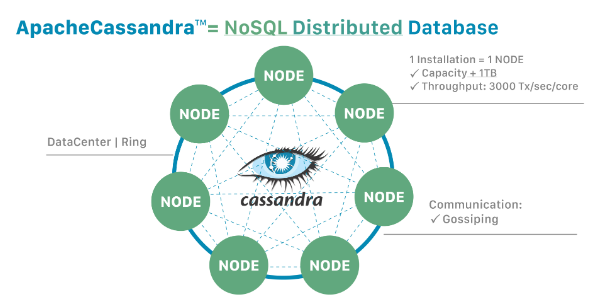 ApacheCassandra™= NoSQL Distributed Database
1 Installation = 1 NODE
✓ Capacity + 1TB
✓ Throughput: 3000 Tx/sec/core
NODE
NODE
NODE
DataCenter | Ring
NODE
NODE
cassandra
Communication:
✓ Gossiping
NODE
NODE